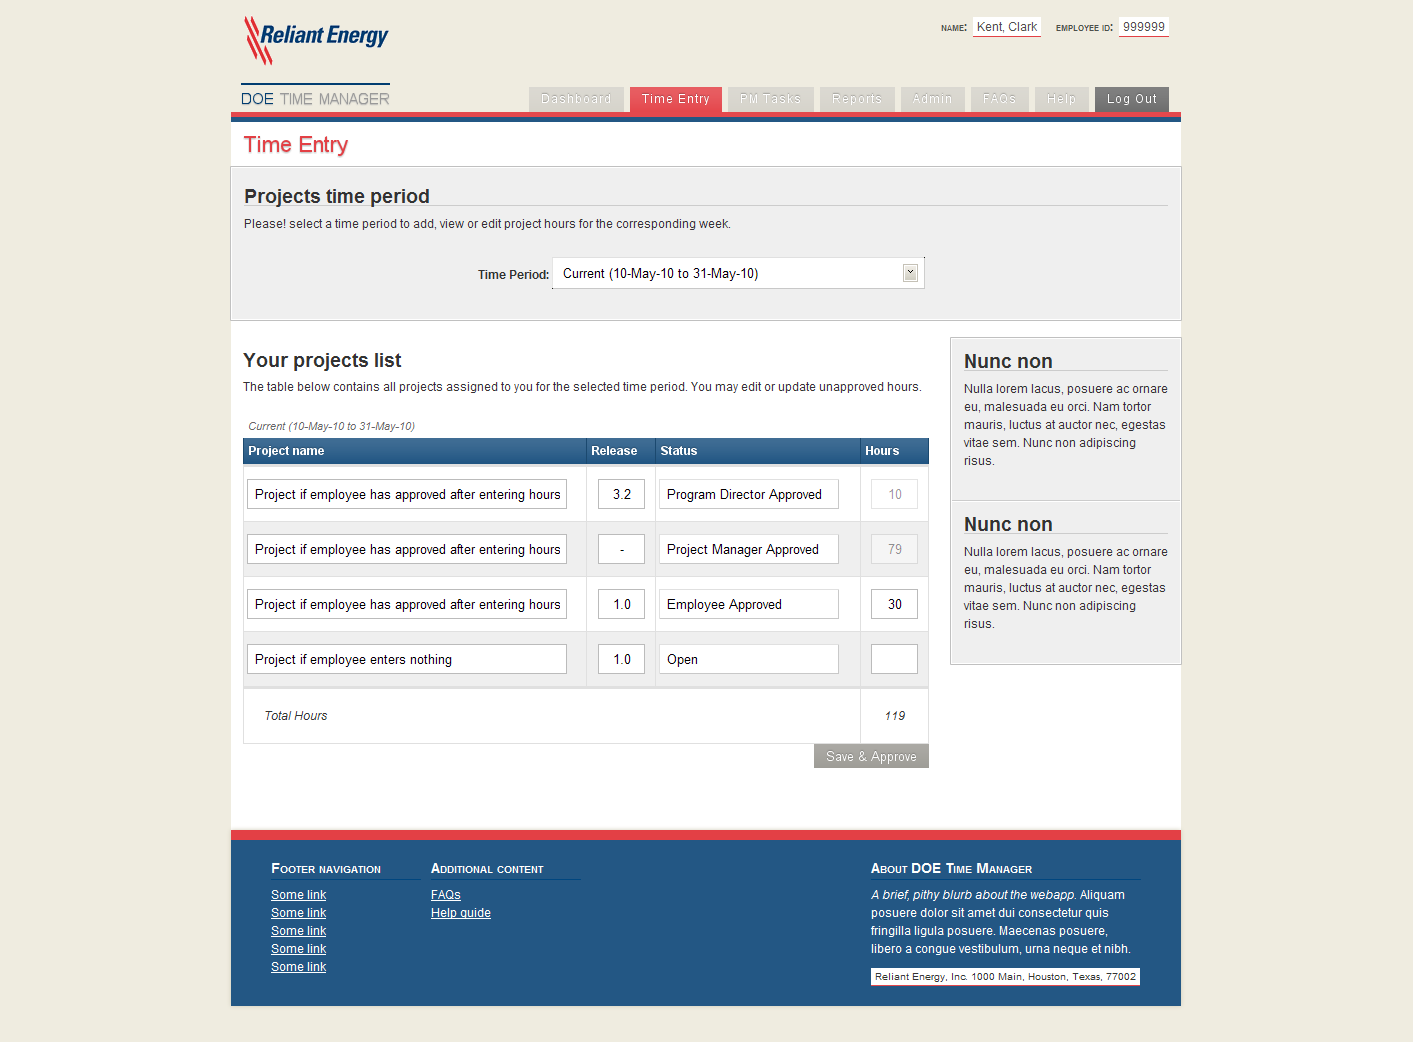 Reliant Energy
NAME: Kent, Clark EMPLOYEE ID: 999999
DOE TIME MANAGER
Dashboard Time Entry PM Tasks Reports Admin FAQs Help Log Out
Time Entry
Projects time period
Please! select a time period to add, view or edit project hours for the corresponding week.
Time Period: Current (10-May-10 to 31-May-10)
Your projects list
The table below contains all projects assigned to you for the selected time period. You may edit or update unapproved hours.
Current (10-May-10 to 31-May-10)
Project name Release Status Hours
Project if employee has approved after entering hours 3.2 Program Director Approved 10
Project if employee has approved after entering hours - Project Manager Approved 79
Project if employee has approved after entering hours 1.0 Employee Approved 30
Project if employee enters nothing 1.0 Open
Total Hours 119
Save & Approve
Nunc non
Nulla lorem lacus, posuere ac ornare
eu, malesuada eu orci. Nam tortor
mauris, luctus at auctor nec, egestas
vitae sem. Nunc non adipiscing
risus.
Nunc non
Nulla lorem lacus, posuere ac ornare
eu, malesuada eu orci. Nam tortor
mauris, luctus at auctor nec, egestas
vitae sem. Nunc non adipiscing
risus.
Footer navigation
Some link
Some link
Some link
Some link
Some link
Additional content
FAQs
Help guide
About DOE Time Manager
A brief, pithy blurb about the webapp. Aliquam
posuere dolor sit amet dui consectetur quis
fringilla ligula posuere. Maecenas posuere,
libero a congue vestibulum, urna neque et nibh.
Reliant Energy, Inc. 1000 Main, Houston, Texas, 77002